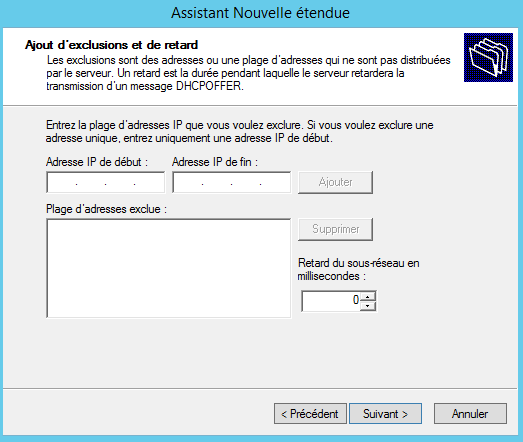 Assistant Nouvelle étendue
Ajout d'exclusions et de retard
Les exclusions sont des adresses ou une plage d'adresses qui ne sont pas distribuées
par le serveur. Un retard est la durée pendant laquelle le serveur retardera la
transmission d'un message DHCPOFFER.
Entrez la plage d'adresses IP que vous voulez exclure. Si vous voulez exclure une
adresse unique, entrez uniquement une adresse IP de début.
Adresse IP de début : Adresse IP de fin :
. . . . . . Ajouter
Plage d'adresses exclue :
Supprimer
Retard du sous-réseau en
millisecondes :
0
< Précédent Suivant > Annuler